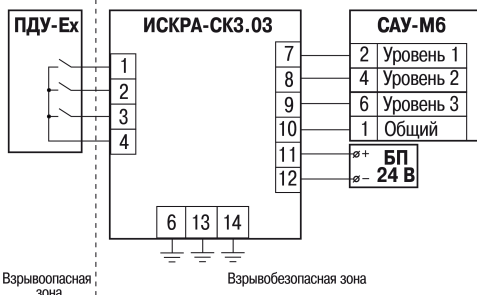 ПДУ-Ex
ИСКРА-СК3.03
САУ-М6
1
2
3
4
7
8
9
10
11
12
2 Уровень 1
4 Уровень 2
6 Уровень 3
1 Общий
+ БП
– 24 В
6 13 14
Взрывоопасная
зона
Взрывобезопасная зона